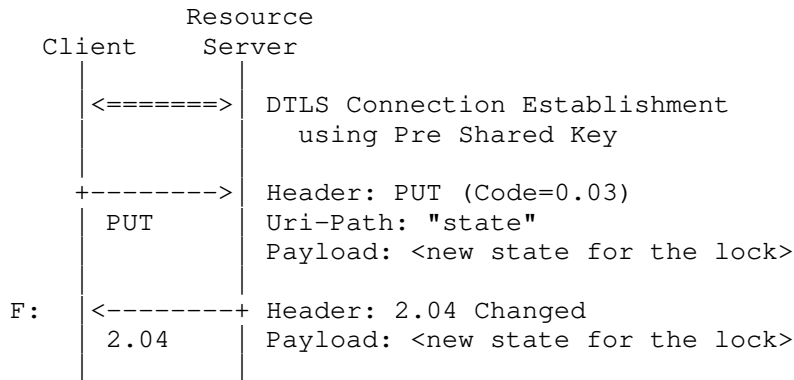 Resource
Client Server
<=======> DTLS Connection Establishment
using Pre Shared Key
+--------> Header: PUT (Code=0.03)
PUT Uri-Path: "state"
Payload: <new state for the lock>
F: <--------+ Header: 2.04 Changed
2.04 Payload: <new state for the lock>